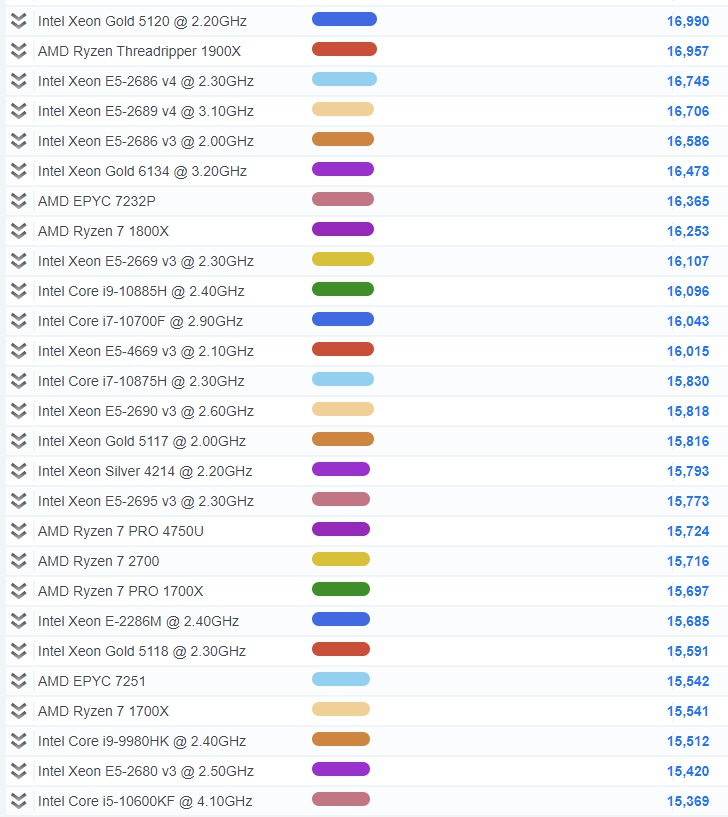 Intel Xeon Gold 5120 @ 2.20GHz 16,990
AMD Ryzen Threadripper 1900X 16,957
Intel Xeon E5-2686 v4 @ 2.30GHz 16,745
Intel Xeon E5-2689 v4 @ 3.10GHz 16,706
Intel Xeon E5-2686 v3 @ 2.00GHz 16,586
Intel Xeon Gold 6134 @ 3.20GHz 16,478
AMD EPYC 7232P 16,365
AMD Ryzen 7 1800X 16,253
Intel Xeon E5-2669 v3 @ 2.30GHz 16,107
Intel Core i9-10885H @ 2.40GHz 16,096
Intel Core i7-10700F @ 2.90GHz 16,043
Intel Xeon E5-4669 v3 @ 2.10GHz 16,015
Intel Core i7-10875H @ 2.30GHz 15,830
Intel Xeon E5-2690 v3 @ 2.60GHz 15,818
Intel Xeon Gold 5117 @ 2.00GHz 15,816
Intel Xeon Silver 4214 @ 2.20GHz 15,793
Intel Xeon E5-2695 v3 @ 2.30GHz 15,773
AMD Ryzen 7 PRO 4750U 15,724
AMD Ryzen 7 2700 15,716
AMD Ryzen 7 PRO 1700X 15,697
Intel Xeon E-2286M @ 2.40GHz 15,685
Intel Xeon Gold 5118 @ 2.30GHz 15,591
AMD EPYC 7251 15,542
AMD Ryzen 7 1700X 15,541
Intel Core i9-9980HK @ 2.40GHz 15,512
Intel Xeon E5-2680 v3 @ 2.50GHz 15,420
Intel Core i5-10600KF @ 4.10GHz 15,369